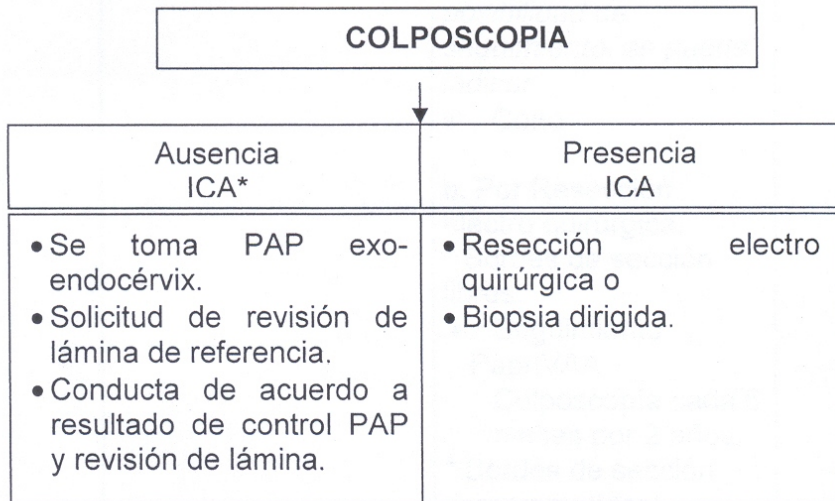 COLPOSCOPIA
Ausencia
ICA*
Presencia
ICA
• Se toma PAP exo-
endocérvix.
• Solicitud de revisión de
lámina de referencia.
• Conducta de acuerdo a
resultado de control PAP
y revisión de lámina.
• Resección electro
quirúrgica o
• Biopsia dirigida.